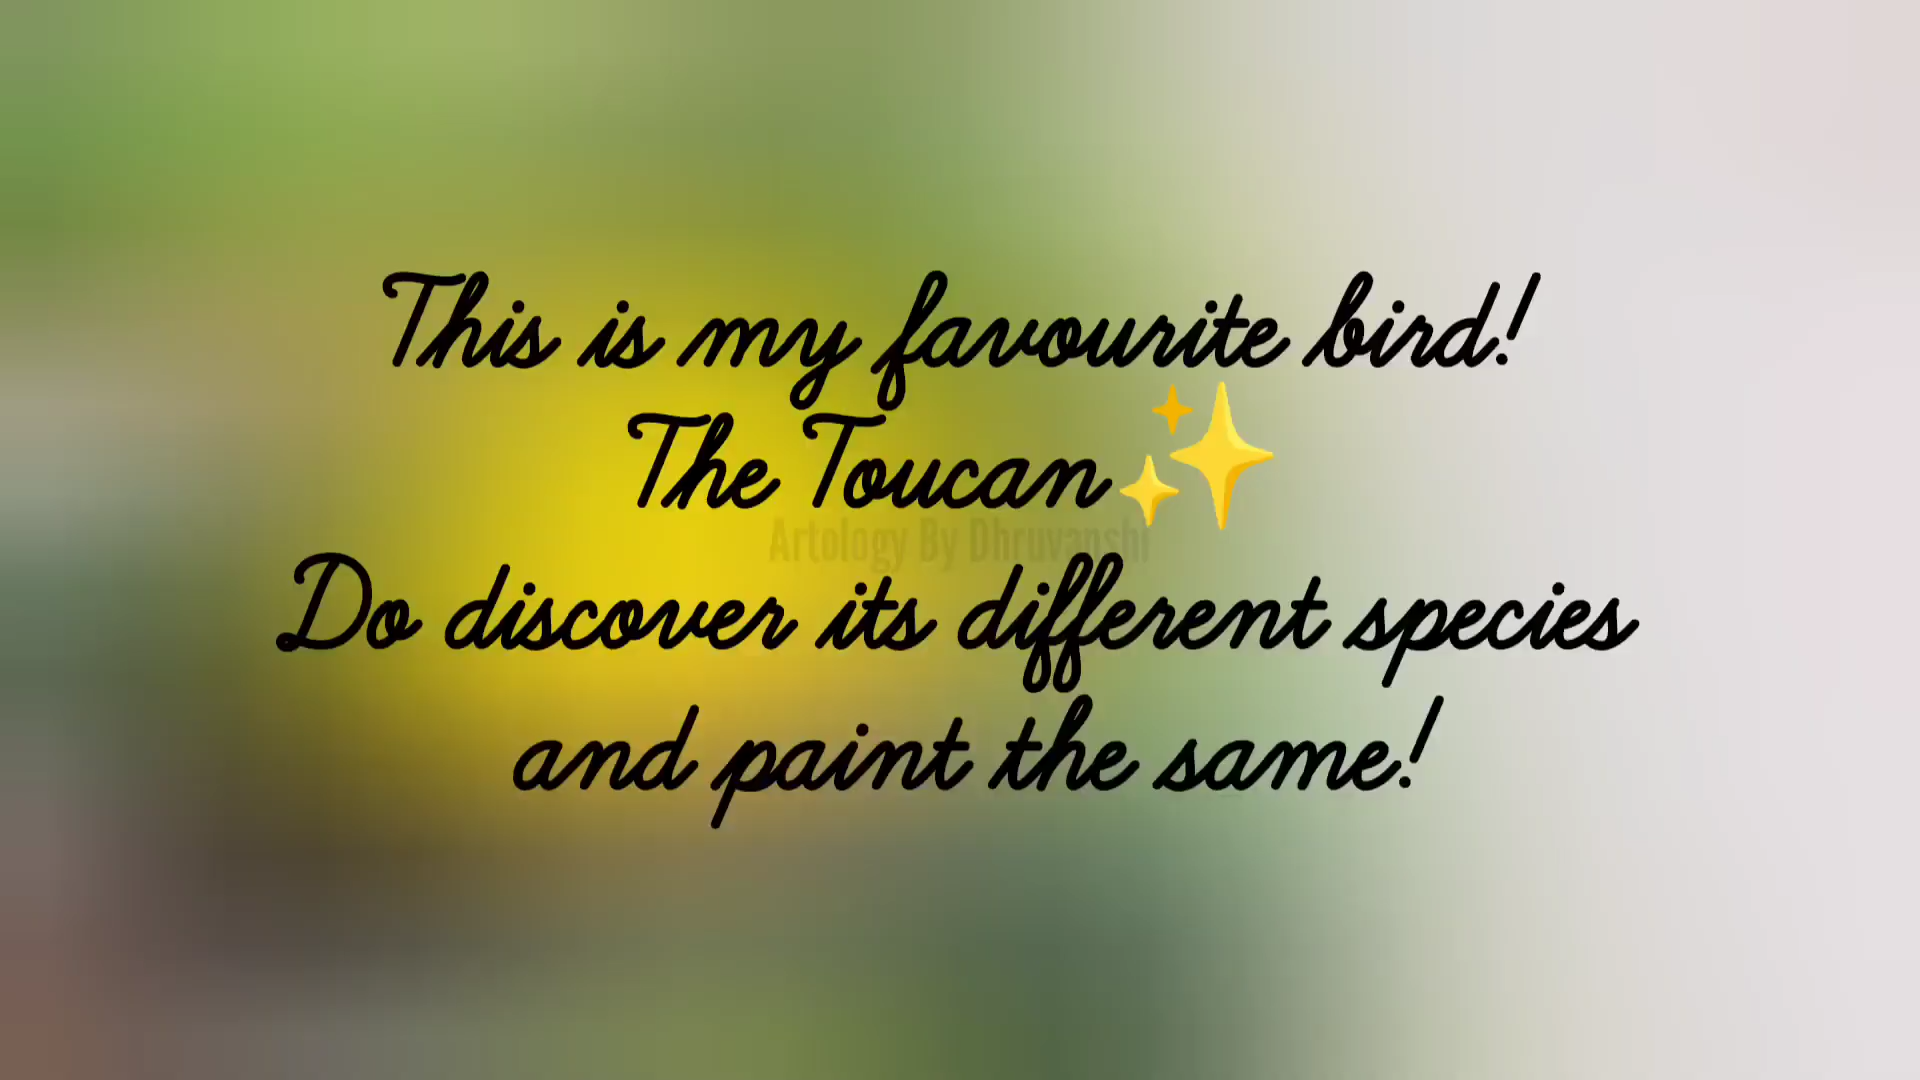 This is my favourite bird!
The Toucan✨
Artology By Dhruvanshi
Do discover its different species
and paint the same!